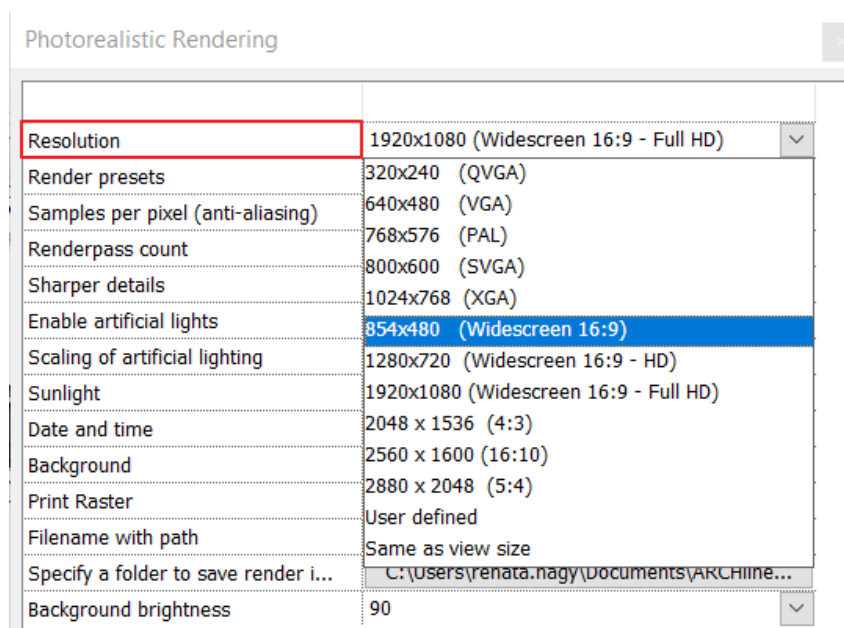 Photorealistic Rendering
Resolution 1920x1080 (Widescreen 16:9 - Full HD)
Render presets 320x240 (QVGA)
Samples per pixel (anti-aliasing) 640x480 (VGA)
Renderpass count 768x576 (PAL)
Sharper details 800x600 (SVGA)
1024x768 (XGA)
Enable artificial lights 854x480 (Widescreen 16:9)
Scaling of artificial lighting 1280x720 (Widescreen 16:9 - HD)
Sunlight 1920x1080 (Widescreen 16:9 - Full HD)
Date and time 2048 x 1536 (4:3)
Background 2560 x 1600 (16:10)
Print Raster 2880 x 2048 (5:4)
User defined
Filename with path Same as view size
Specify a folder to save render i... C:\Users\renata.nagy\Documents\ARCHline...
Background brightness 90